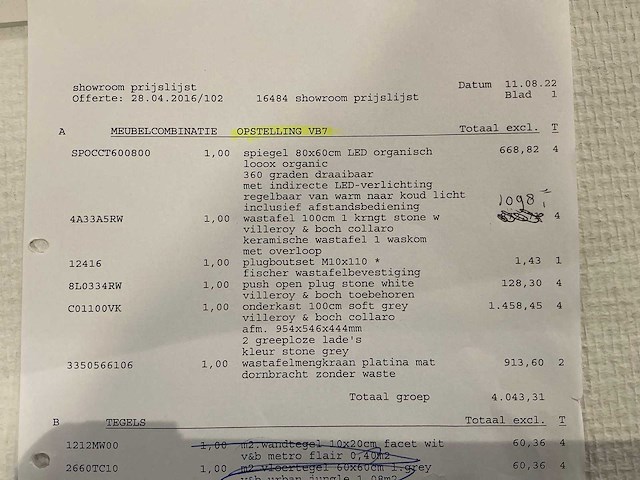 showroom prijslijst Datum 11.08.22
Offerte: 28.04.2016/102 16484 showroom prijslijst Blad 1
A MEUBELCOMBINATIE OPSTELLING VB7 Totaal excl. T
SPOCCT600800 1,00 spiegel 80x60cm LED organisch 668,82 4
looox organic
360 graden draaibaar
met indirecte LED-verlichting
regelbaar van warm naar koud licht
inclusief afstandsbediening 1098,-
4A33A5RW 1,00 wastafel 100cm 1 krngt stone w 4
villeroy & boch collaro
keramische wastafel 1 waskom
met overloop
12416 1,00 plugboutset M10x110 * 1,43 1
fischer wastafelbevestiging
8L0334RW 1,00 push open plug stone white 128,30 4
villeroy & boch toebehoren
C01100VK 1,00 onderkast 100cm soft grey 1.458,45 4
villeroy & boch collaro
afm. 954x546x444mm
2 greeploze lade's
kleur stone grey
3350566106 1,00 wastafelmengkraan platina mat 913,60 2
dornbracht zonder waste
Totaal groep 4.043,31
B TEGELS Totaal excl. T
1212MW00 1,00 m2.wandtegel 10x20cm facet wit 60,36 4
v&b metro flair 0,40m2
2660TC10 1,00 m2 vloertegel 60x60cm l.grey 60,36 4
v&b urban jungle 1,08m2